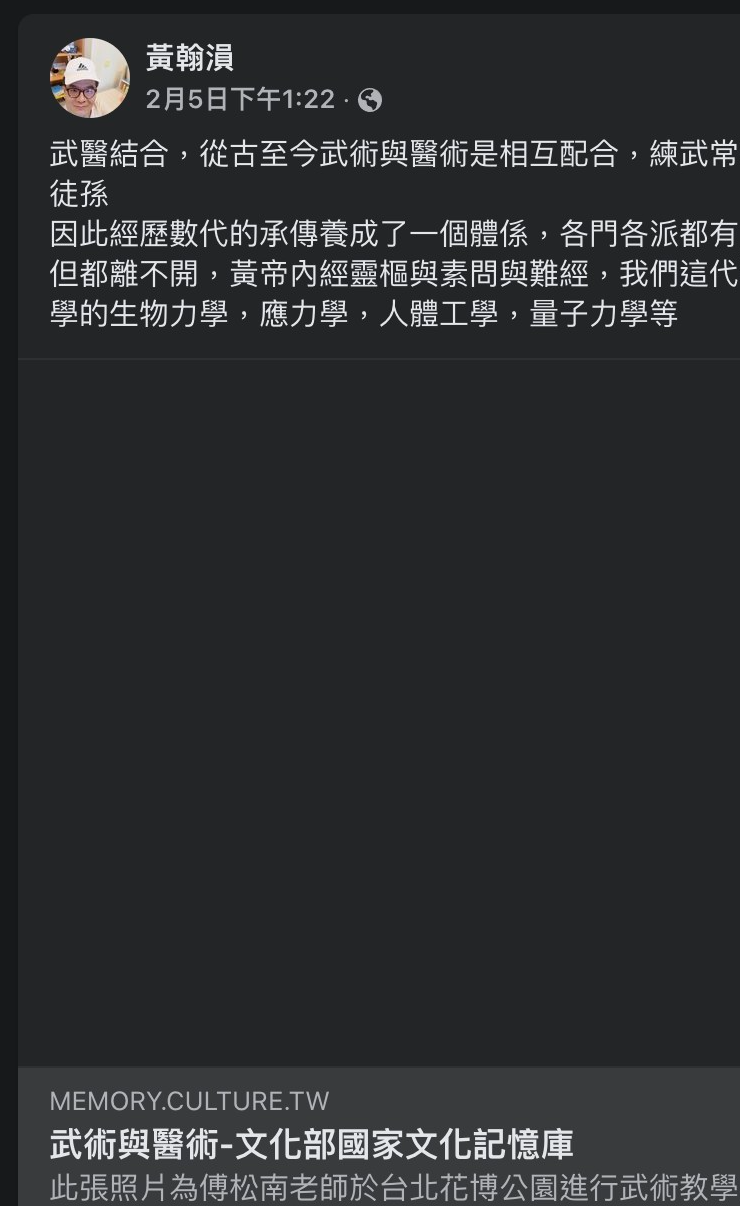 黃翰湨
2月5日下午1:22 ·
武醫結合，從古至今武術與醫術是相互配合，練武常
徒孫
因此經歷數代的承傳養成了一個體係，各門各派都有
但都離不開，黃帝內經靈樞與素問與難經，我們這代
學的生物力學，應力學，人體工學，量子力學等
MEMORY.CULTURE.TW
武術與醫術-文化部國家文化記憶庫
此張照片為傅松南老師於台北花博公園進行武術教學